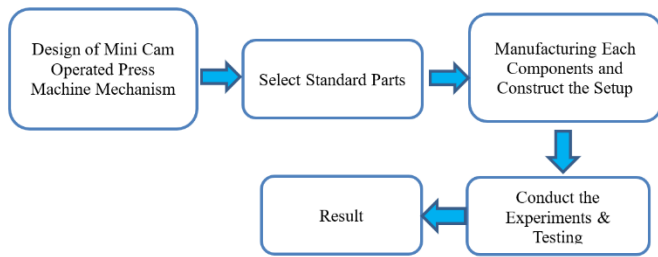 Design of Mini Cam
Operated Press
Machine Mechanism
Select Standard Parts
Manufacturing Each
Components and
Construct the Setup
Conduct the
Experiments &
Testing
Result